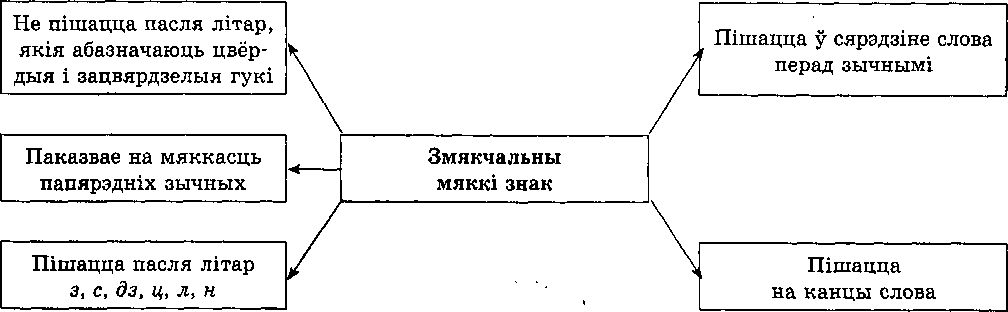 Не пішацца пасля літар,
якія абазначаюць цвёр-
дыя і зацвярдзелыя гукі
Пішацца ў сярэдзіне слова
перад зычнымі
Паказвае на мяккасць
папярэдніх зычных
Змякчальны
мяккі знак
Пішацца пасля літар
з, с, дз, ц, л, н
Пішацца
на канцы слова